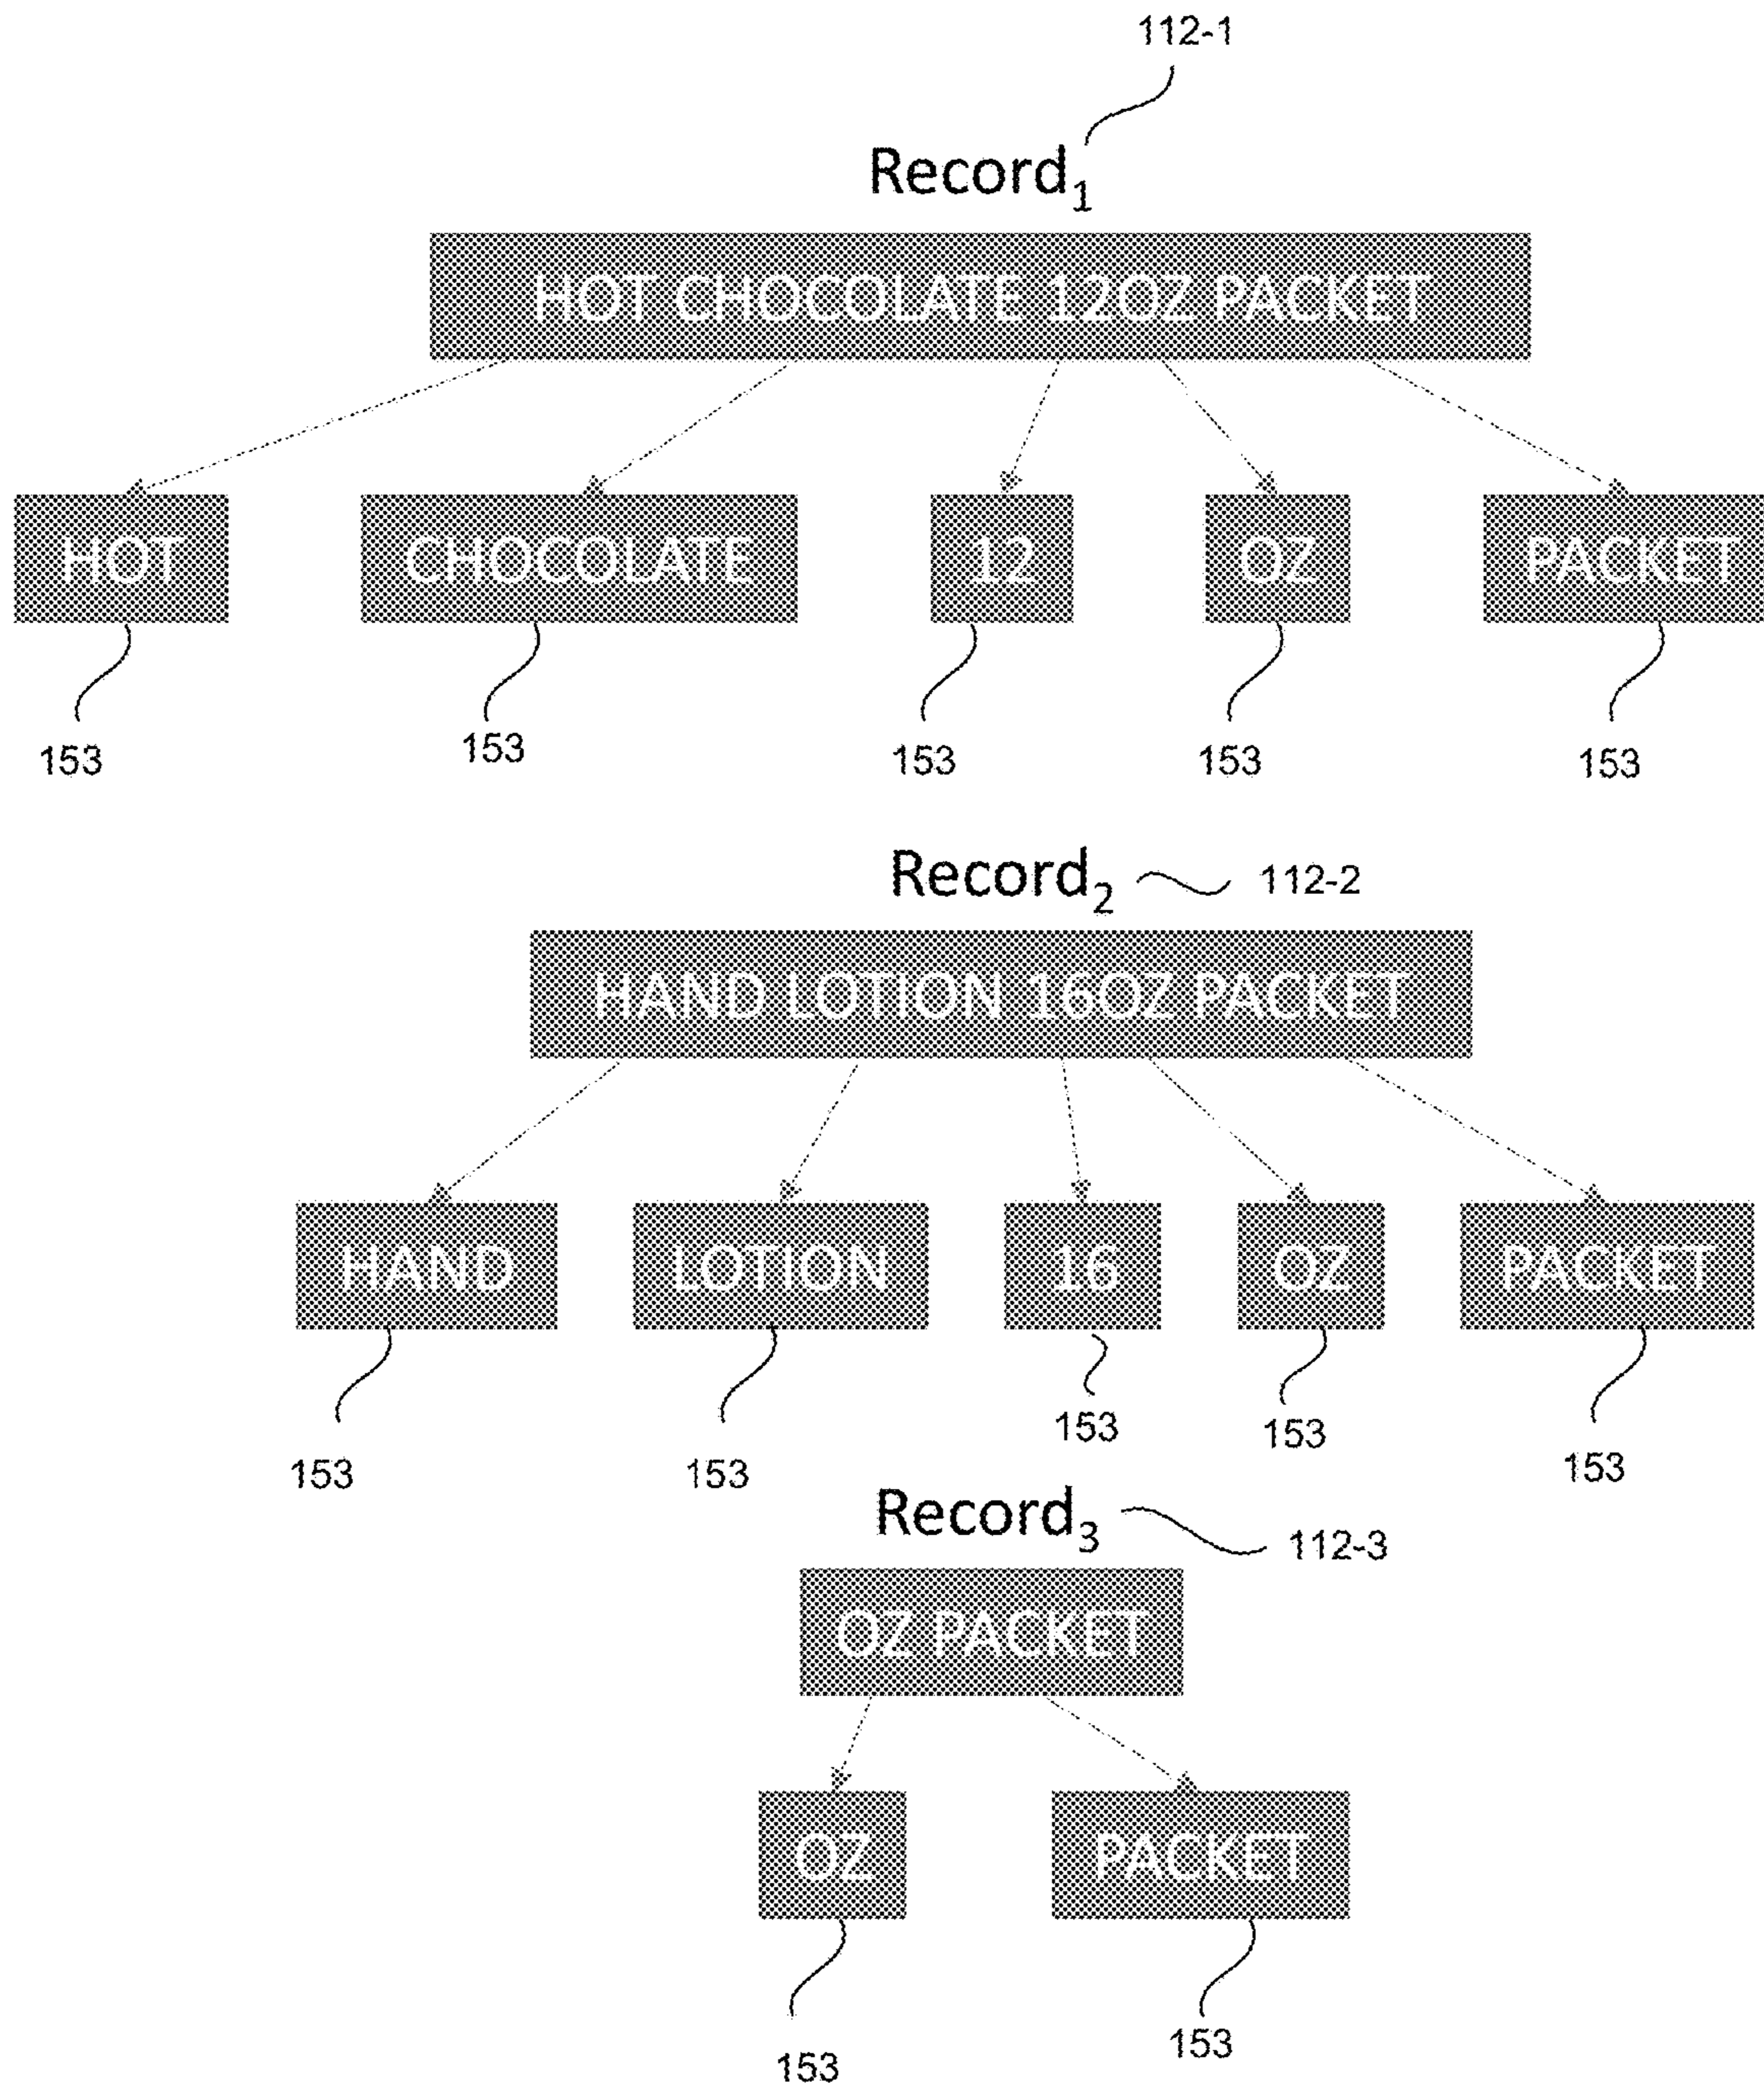 112-1
Record₁
HOT CHOCOLATE 12OZ PACKET
HOT CHOCOLATE 12 OZ PACKET
153 153 153 153 153
Record₂ 112-2
HAND LOTION 16OZ PACKET
HAND LOTION 16 OZ PACKET
153 153 153 153 153
Record₃ 112-3
OZ PACKET
OZ PACKET
153 153